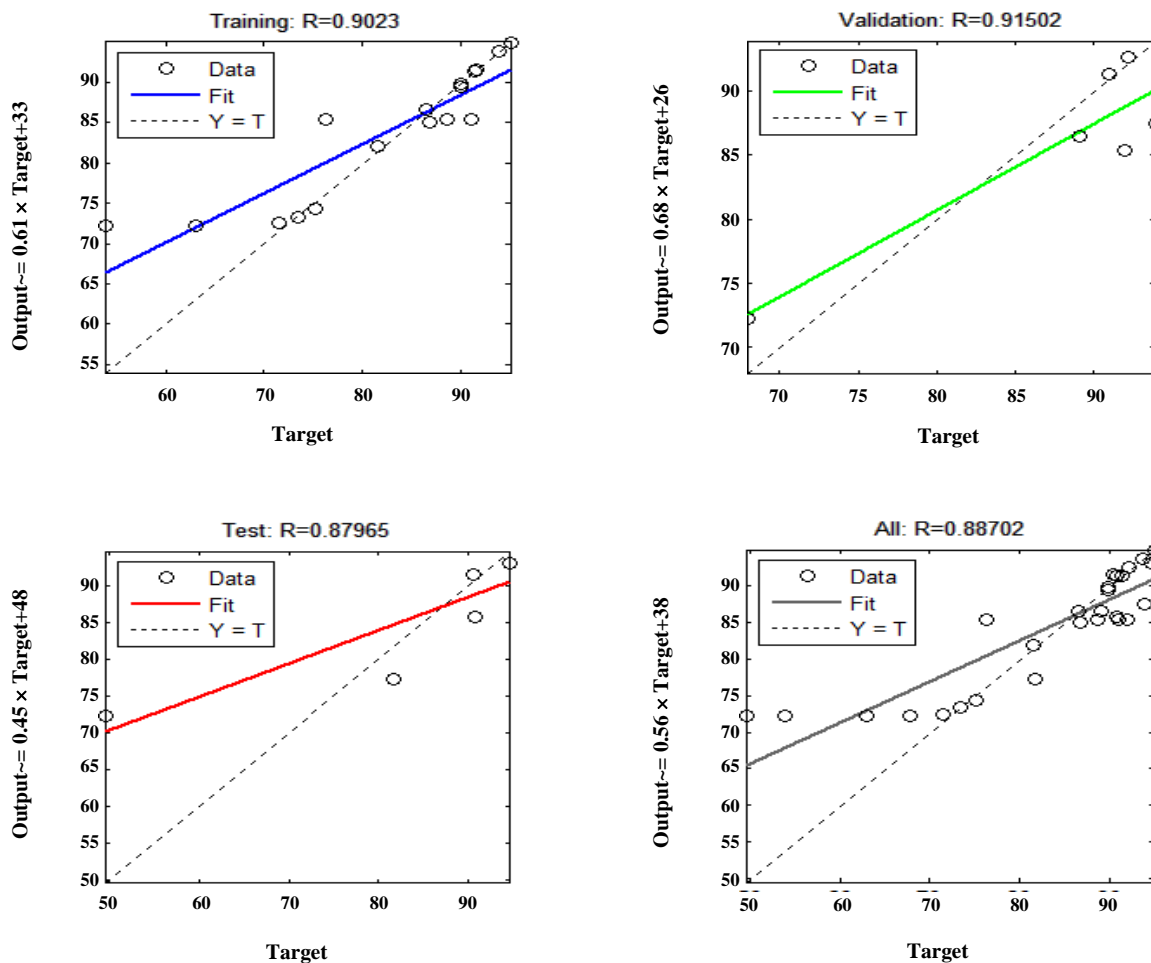 Training: R=0.9023
Output~= 0.61 × Target+33
90
85
80
75
70
65
60
55
Data
Fit
Y = T
60
70
80
90
Target
Validation: R=0.91502
Output~= 0.68 × Target+26
90
85
80
75
70
Data
Fit
Y = T
70
75
80
85
90
Target
Test: R=0.87965
Output~= 0.45 × Target+48
90
85
80
75
70
65
60
55
50
Data
Fit
Y = T
50
60
70
80
90
Target
All: R=0.88702
Output~= 0.56 × Target+38
90
85
80
75
70
65
60
55
50
Data
Fit
Y = T
50
60
70
80
90
Target